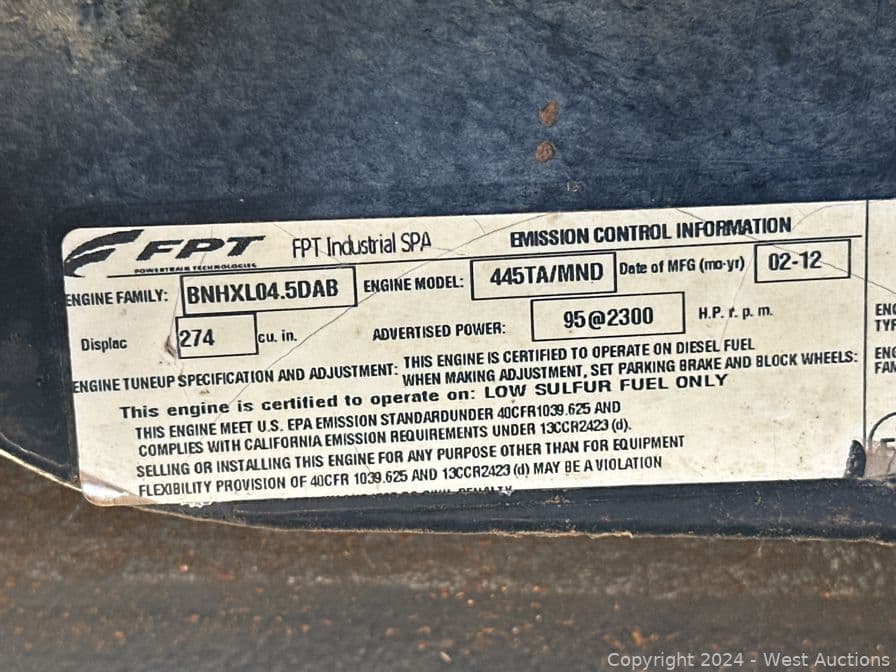 FPT
POWERTRAIN TECHNOLOGIES
FPT Industrial SPA
EMISSION CONTROL INFORMATION
ENGINE FAMILY: BNHXL04.5DAB ENGINE MODEL: 445TA/MND Date of MFG (mo-yr) 02-12
Displac 274 cu. in. ADVERTISED POWER: 95@2300 H.P. r. p. m.
ENGINE TUNEUP SPECIFICATION AND ADJUSTMENT: THIS ENGINE IS CERTIFIED TO OPERATE ON DIESEL FUEL
WHEN MAKING ADJUSTMENT, SET PARKING BRAKE AND BLOCK WHEELS:
This engine is certified to operate on: LOW SULFUR FUEL ONLY
THIS ENGINE MEET U.S. EPA EMISSION STANDARDUNDER 40CFR1039.625 AND
COMPLIES WITH CALIFORNIA EMISSION REQUIREMENTS UNDER 13CCR2423 (d).
SELLING OR INSTALLING THIS ENGINE FOR ANY PURPOSE OTHER THAN FOR EQUIPMENT
FLEXIBILITY PROVISION OF 40CFR 1039.625 AND 13CCR2423 (d) MAY BE A VIOLATION
ENG
TYP
ENG
FAM
Copyright © 2024 - West Auctions